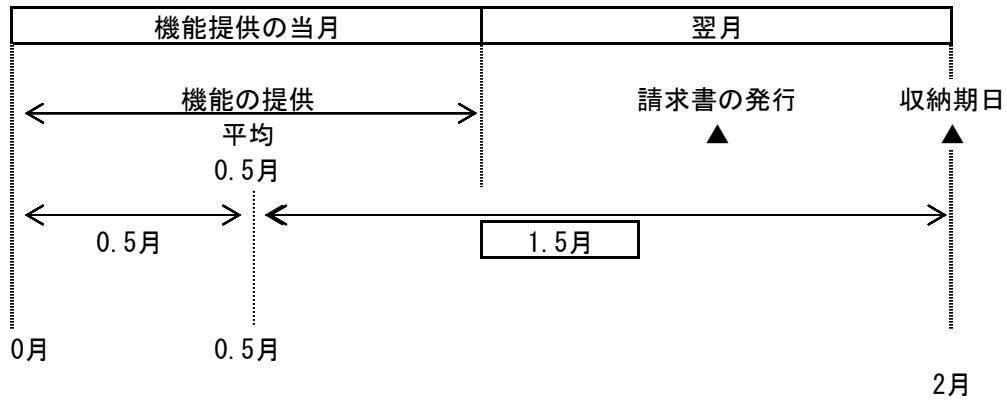 機能提供の当月 翌月
機能の提供 請求書の発行 収納期日
平均 ▲ ▲
0.5月
0.5月 1.5月
0月 0.5月
2月